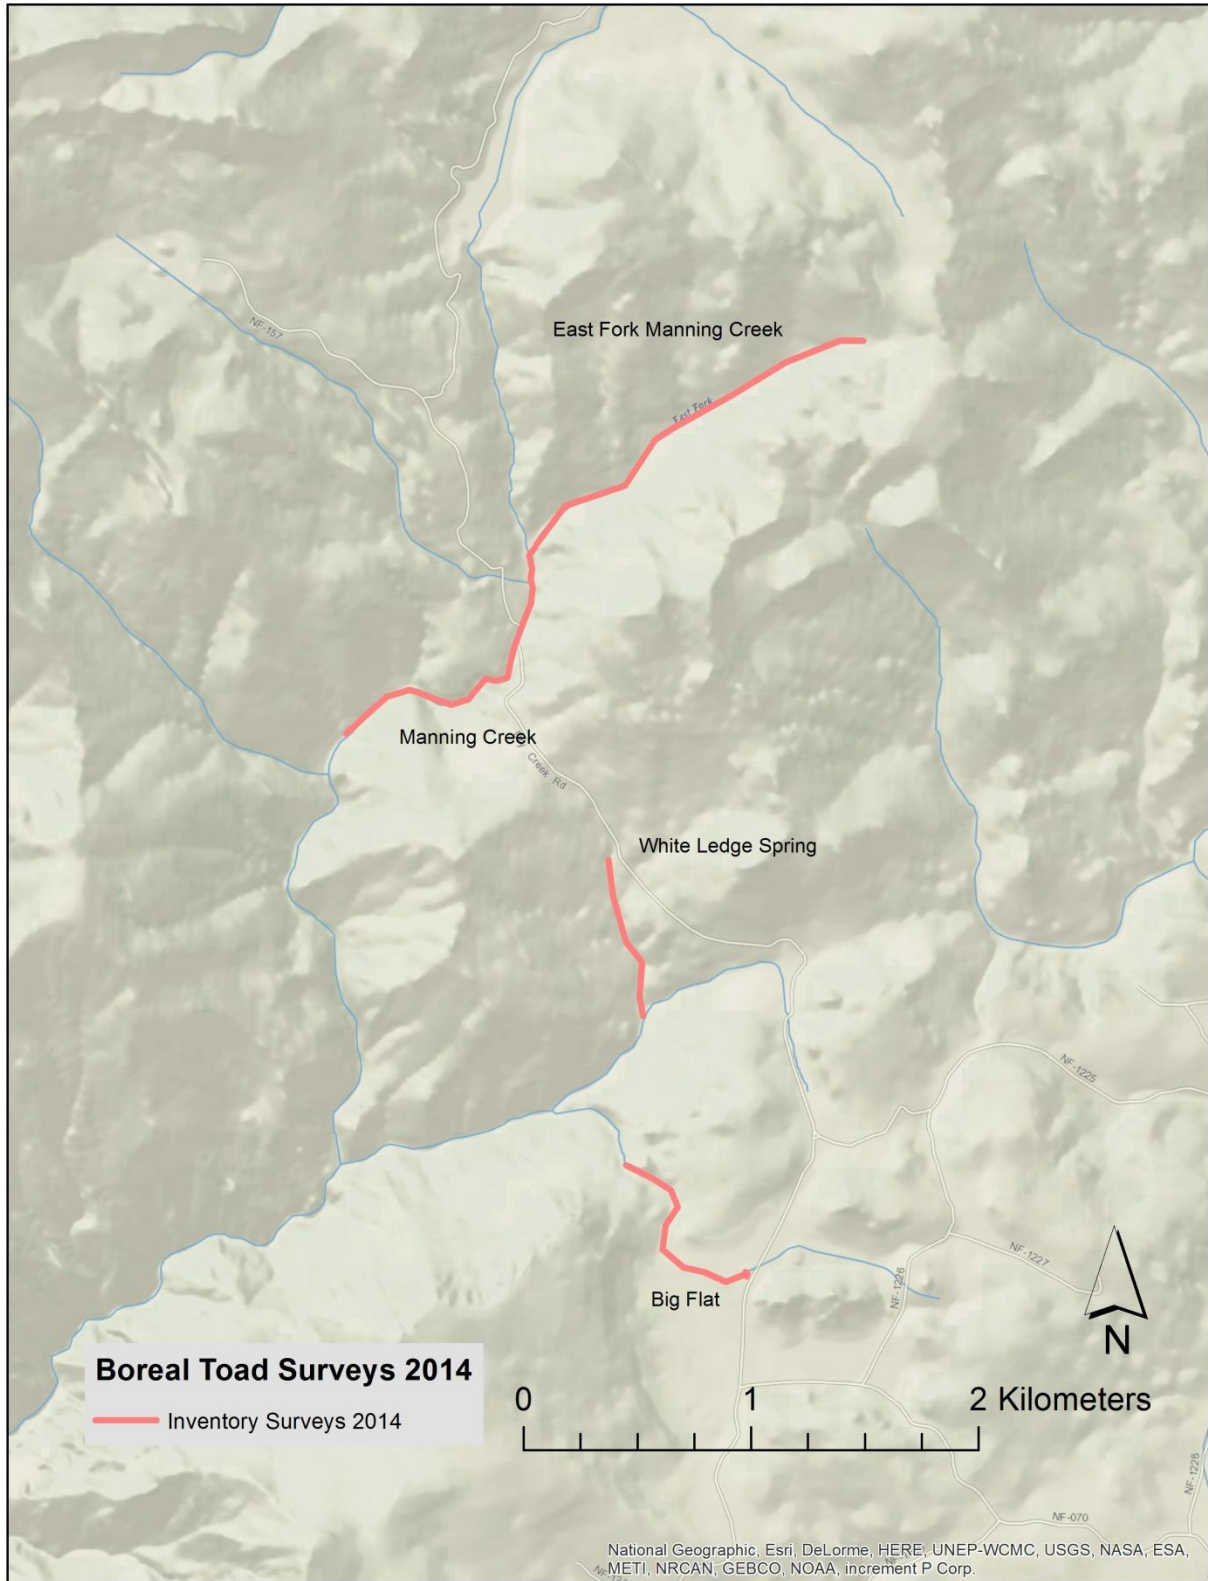 NF-157
East Fork Manning Creek
East Fork
Manning Creek
Creek Rd
White Ledge Spring
NF-1225
NF-1227
NF-1226
Big Flat
N
Boreal Toad Surveys 2014
Inventory Surveys 2014
0 1 2 Kilometers
NF-1228
NF-070
National Geographic, Esri, DeLorme, HERE, UNEP-WCMC, USGS, NASA, ESA,
METI, NRCAN, GEBCO, NOAA, increment P Corp.